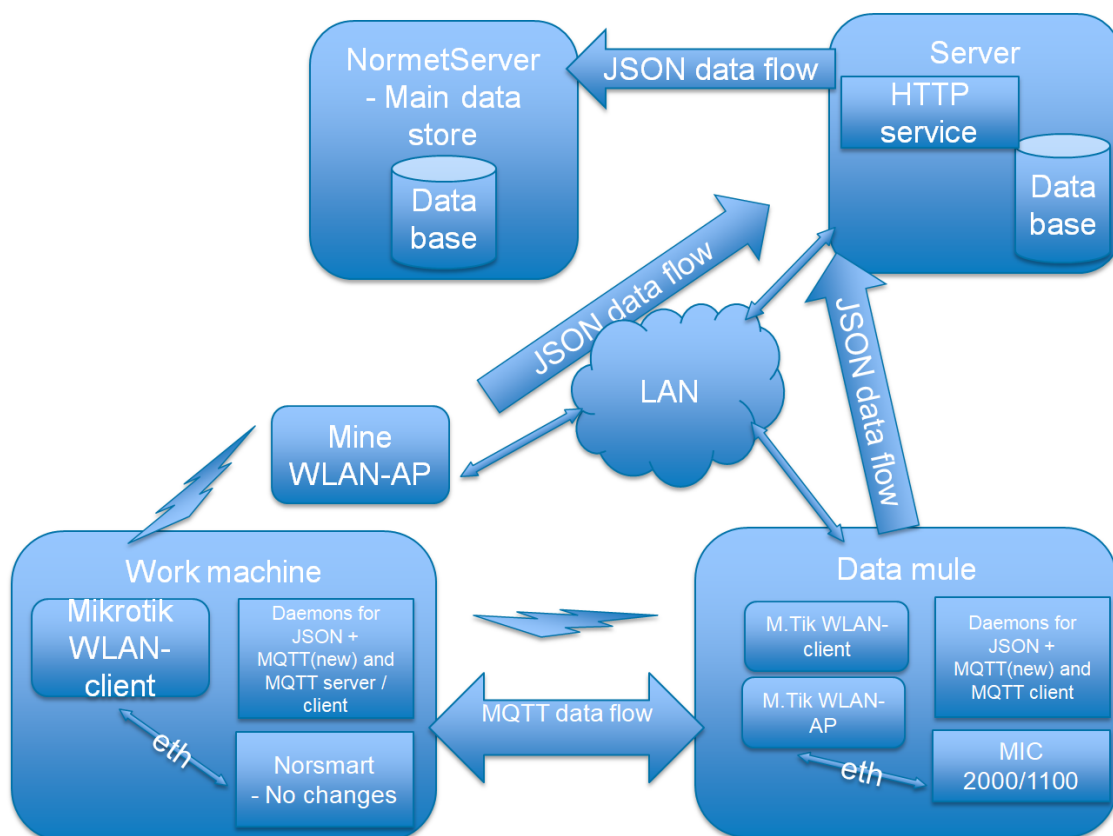 NormetServer
- Main data
store
Data
base
JSON data flow
Server
HTTP
service
Data
base
JSON data flow
JSON data flow
LAN
Mine
WLAN-AP
Work machine
Mikrotik
WLAN-
client
Daemons for
JSON +
MQTT(new) and
MQTT server /
client
eth
Norsmart
- No changes
MQTT data flow
Data mule
M.Tik WLAN-
client
M.Tik WLAN-
AP
Daemons for
JSON +
MQTT(new) and
MQTT client
eth
MIC
2000/1100